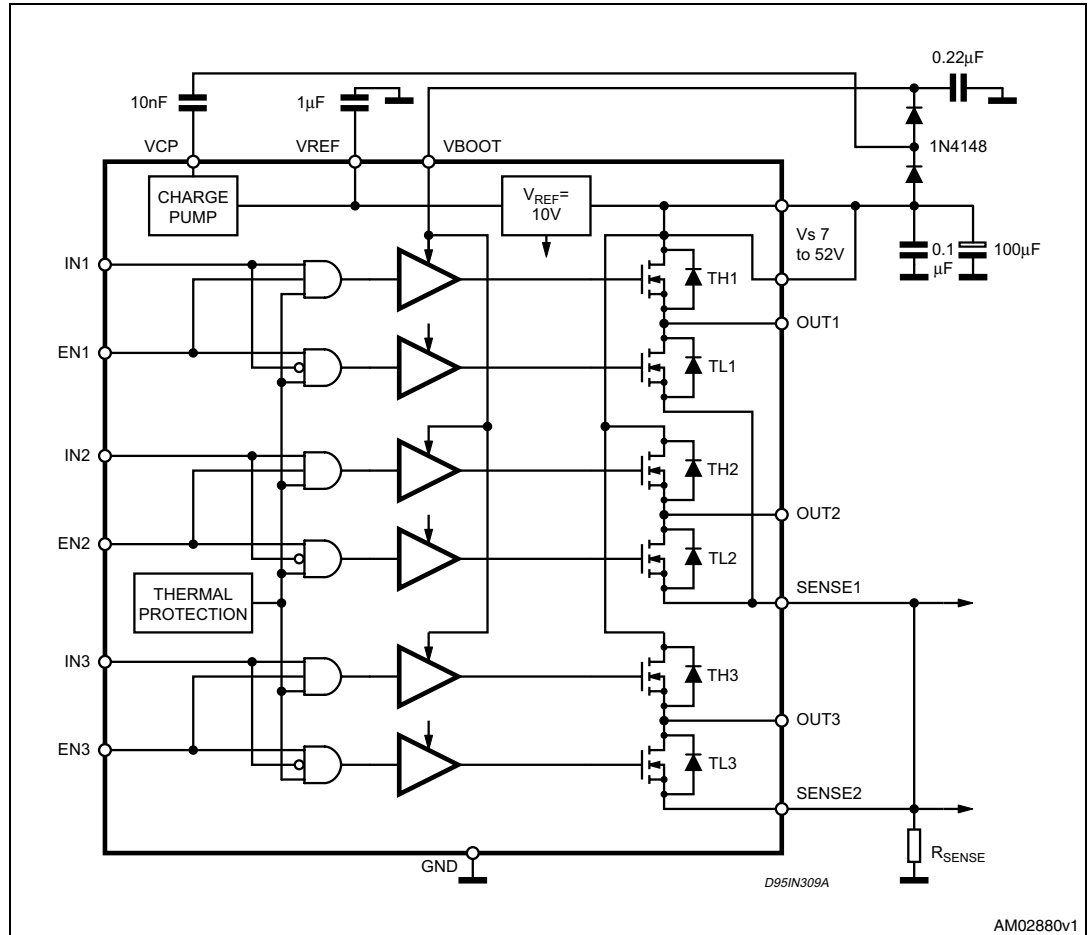 0.22µF
10nF
1µF
VCP
VREF
VBOOT
1N4148
CHARGE
PUMP
VREF=
10V
Vs 7
to 52V
0.1
µF
100µF
IN1
TH1
OUT1
EN1
TL1
IN2
TH2
OUT2
EN2
TL2
THERMAL
PROTECTION
SENSE1
IN3
TH3
OUT3
EN3
TL3
SENSE2
RSENSE
GND
D95IN309A
AM02880v1